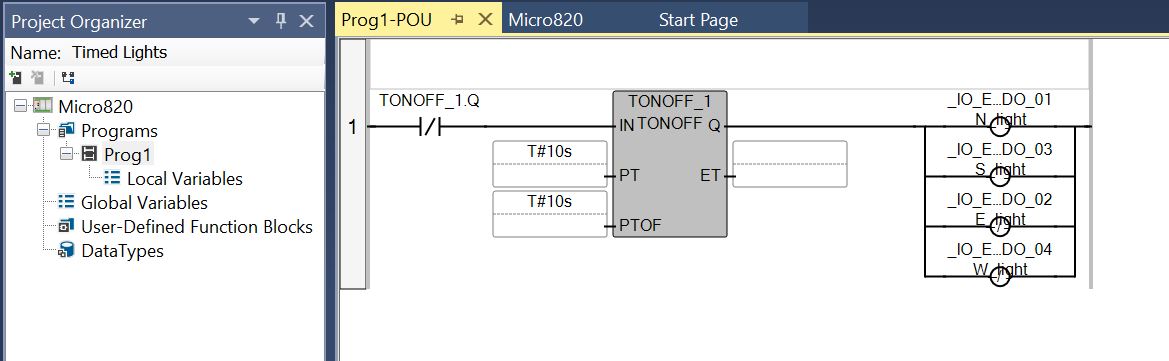 Project Organizer
Name: Timed Lights
Micro820
Programs
Prog1
Local Variables
Global Variables
User-Defined Function Blocks
DataTypes
Prog1-POU
Micro820
Start Page
1
TONOFF_1.Q
TONOFF_1
IN TONOFF Q
T#10s
PT
ET
T#10s
PTOF
_IO_E...DO_01
N_light
_IO_E...DO_03
S_light
_IO_E...DO_02
E_light
_IO_E...DO_04
W_light